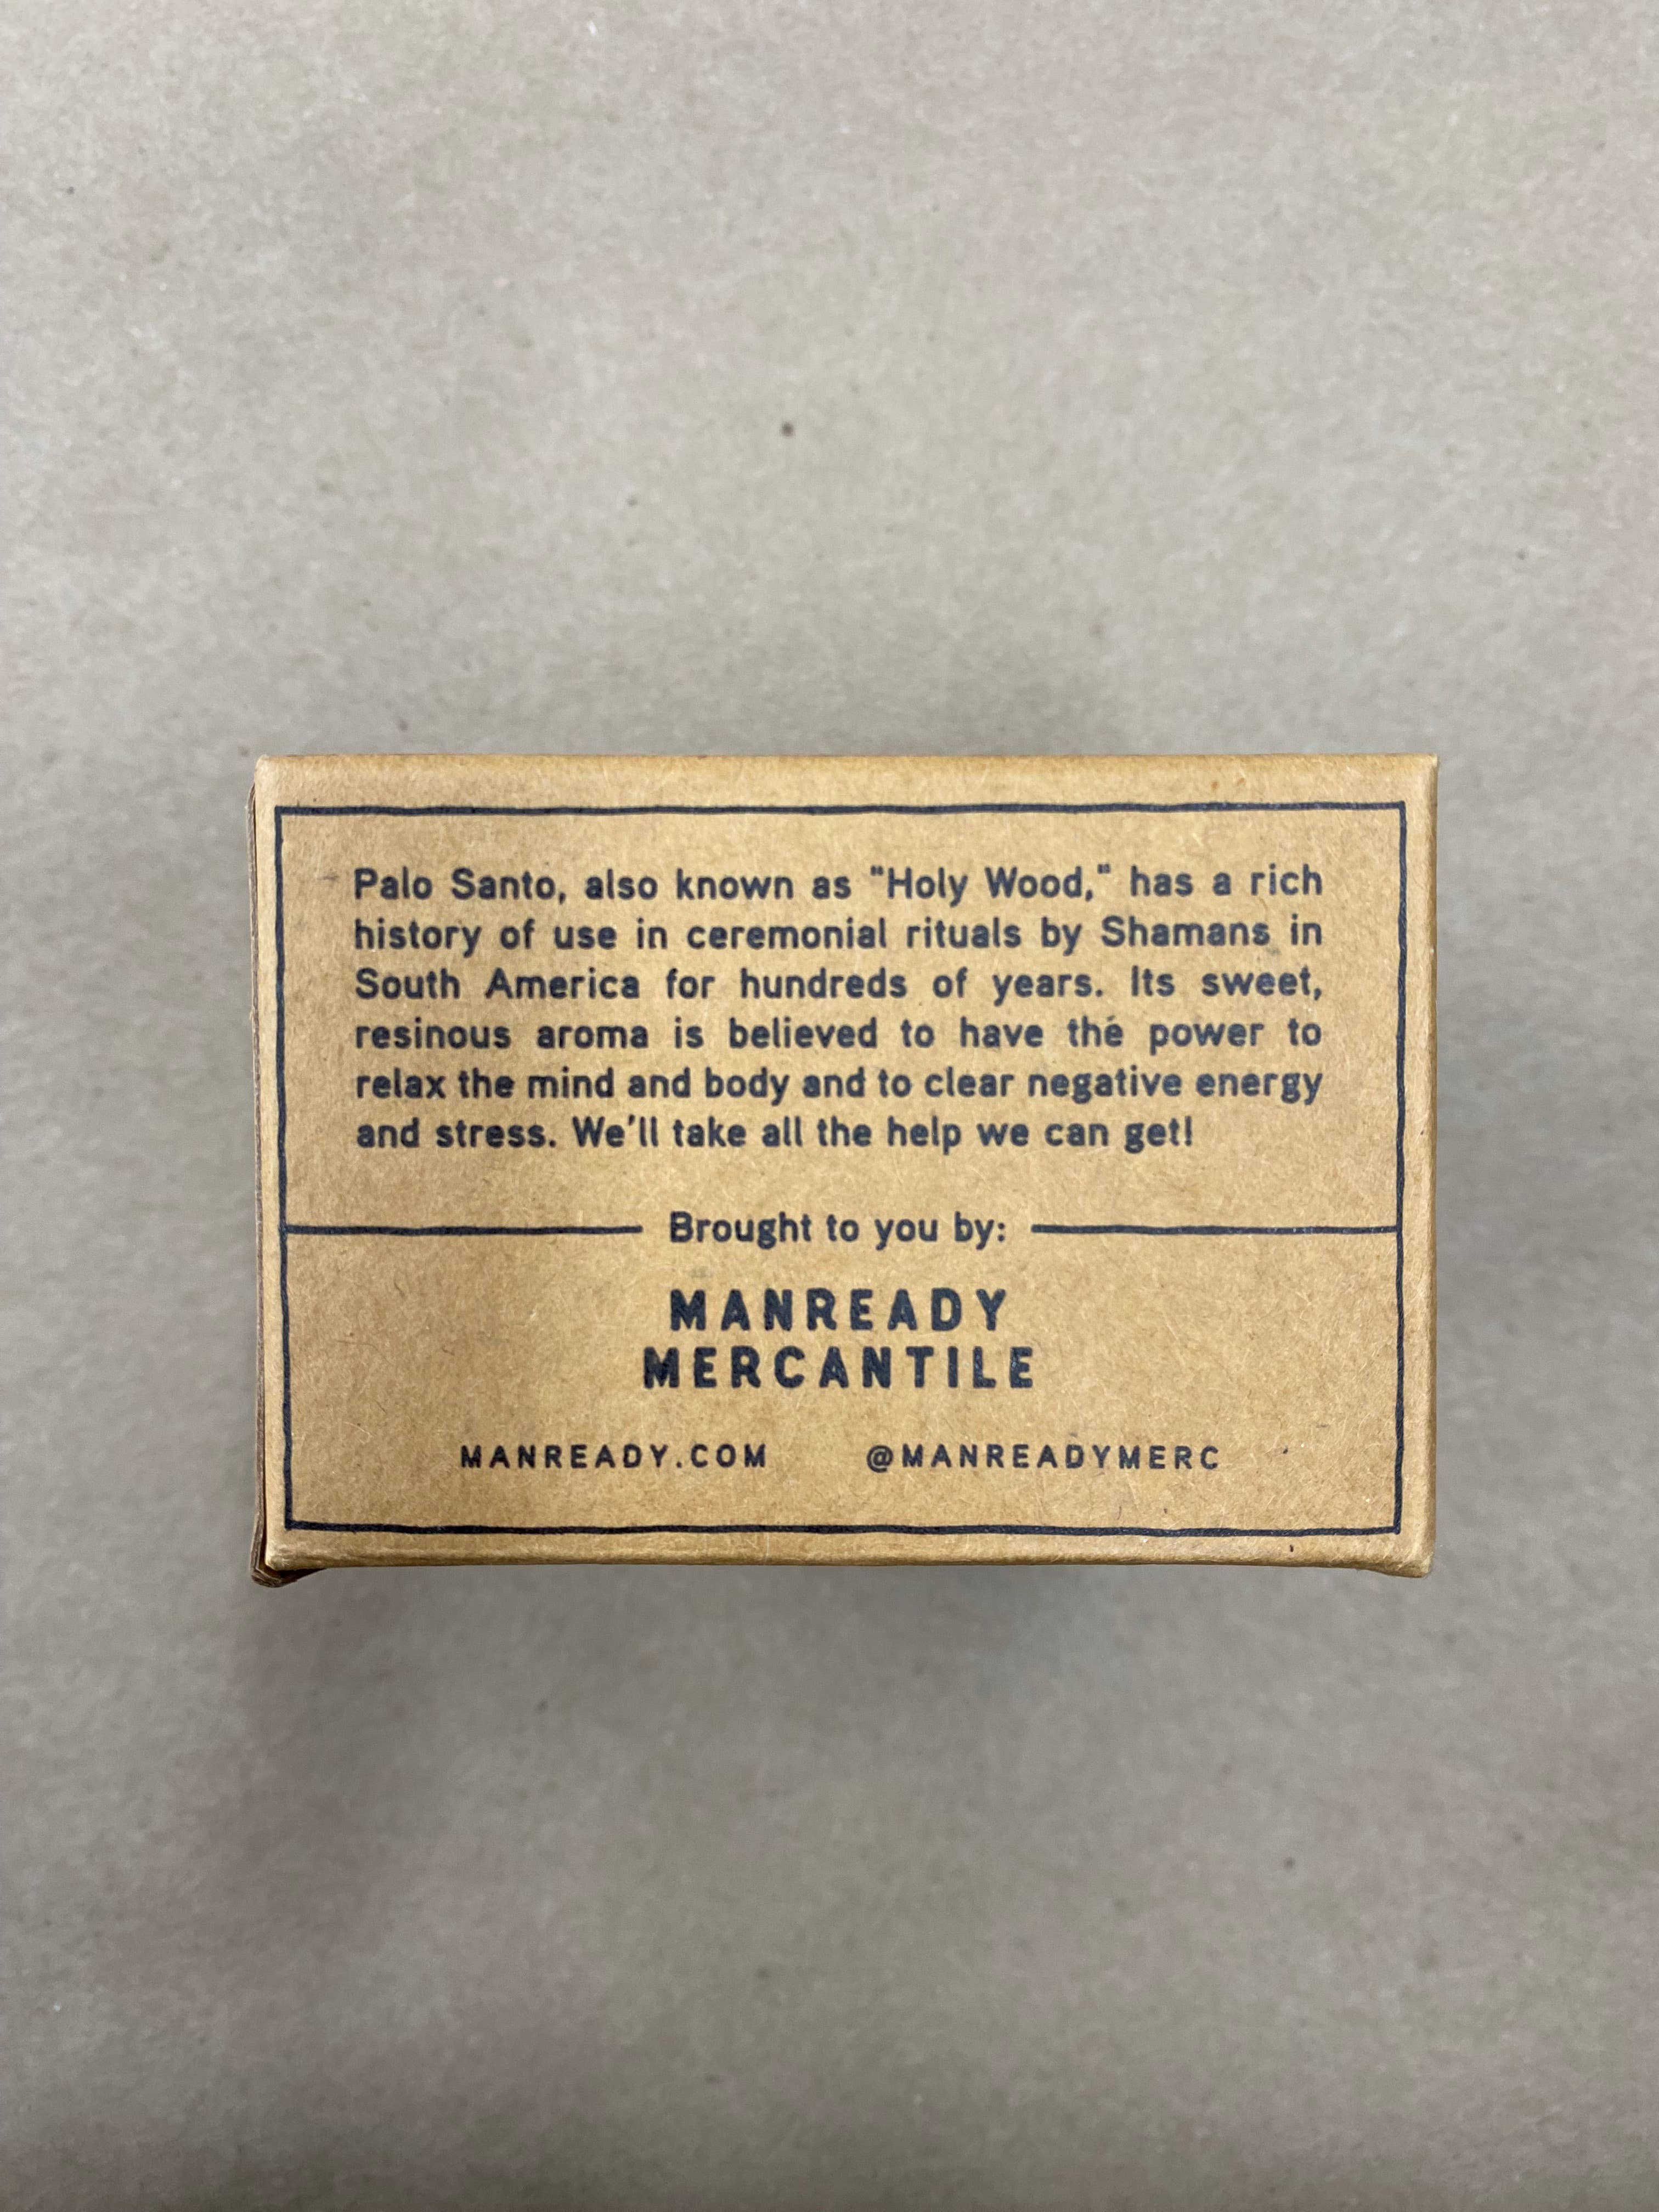 Palo Santo, also known as "Holy Wood," has a rich
history of use in ceremonial rituals by Shamans in
South America for hundreds of years. Its sweet,
resinous aroma is believed to have the power to
relax the mind and body and to clear negative energy
and stress. We'll take all the help we can get!
Brought to you by:
MANREADY
MERCANTILE
MANREADY.COM @MANREADYMERC